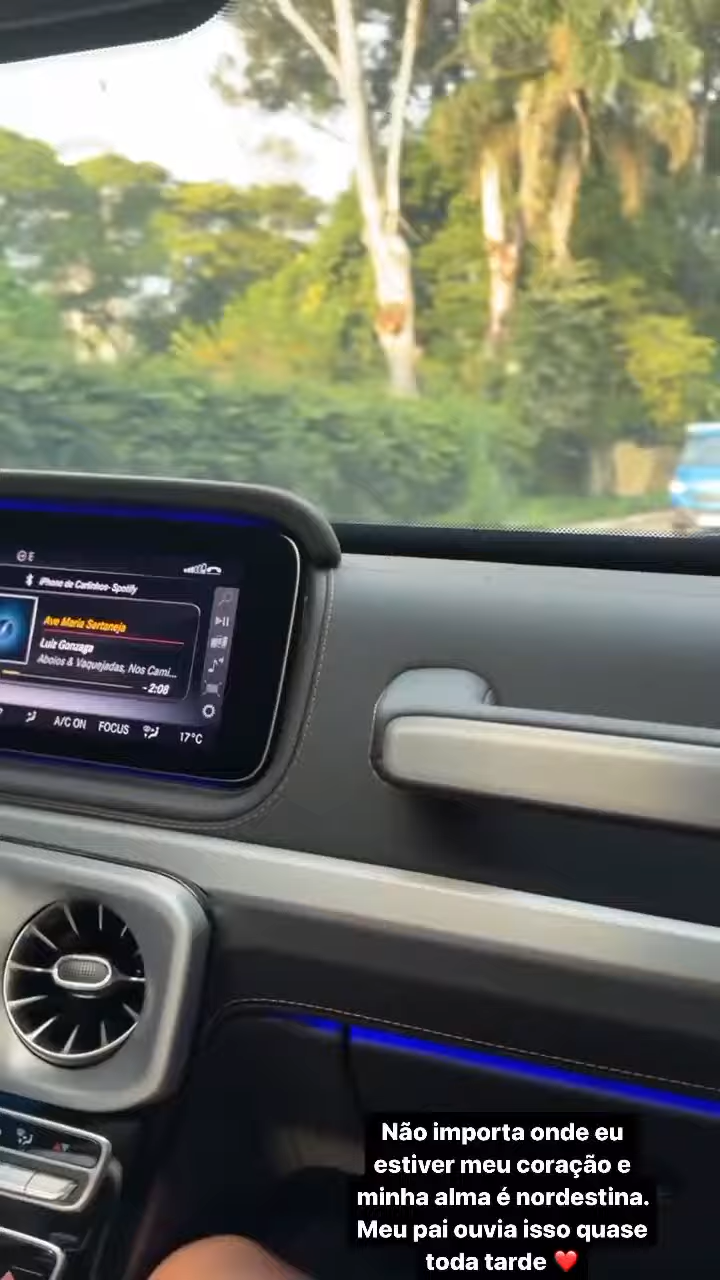 E
iPhone de Carlinhos- Spotify
Ave Maria Sertaneja
Luiz Gonzaga
Aboios & Vaquejadas, Nos Cami...
-2:08
A/C ON FOCUS 17°C
Não importa onde eu
estiver meu coração e
minha alma é nordestina.
Meu pai ouvia isso quase
toda tarde ❤️